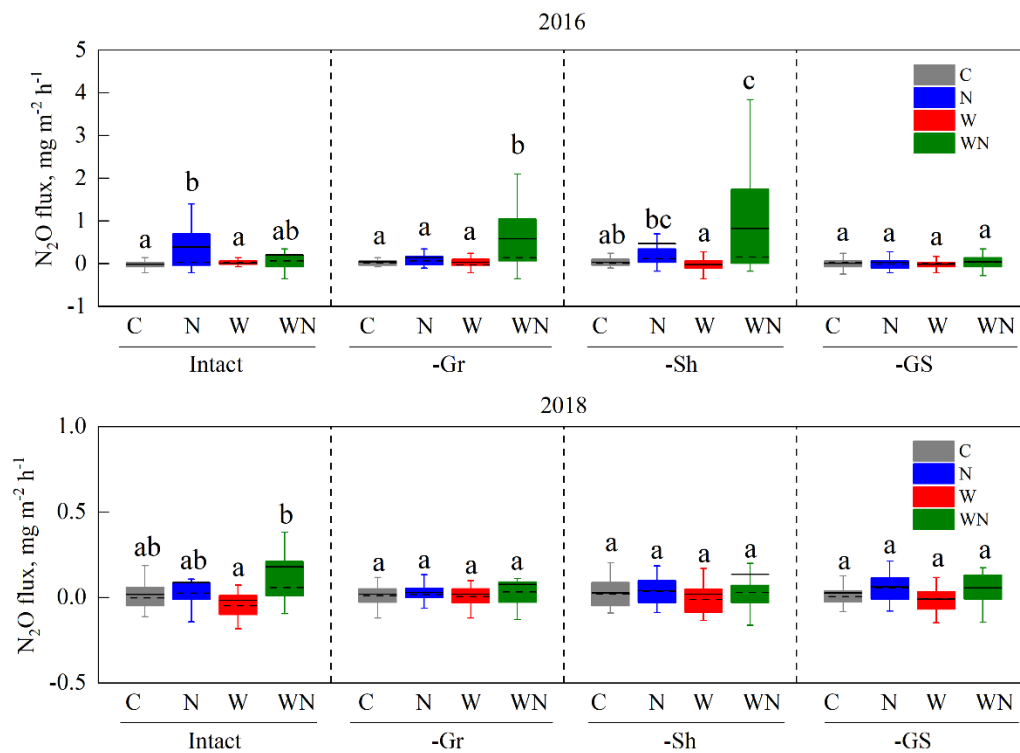 2016
N₂O flux, mg m⁻² h⁻¹
5
4
3
2
1
0
-1
C
N
W
WN
a b a ab
a a a b
ab bc a c
a a a a
C N W WN
C N W WN
C N W WN
C N W WN
Intact -Gr -Sh -GS
2018
N₂O flux, mg m⁻² h⁻¹
1.0
0.5
0.0
-0.5
C
N
W
WN
ab ab a b
a a a a
a a a a
a a a a
C N W WN
C N W WN
C N W WN
C N W WN
Intact -Gr -Sh -GS